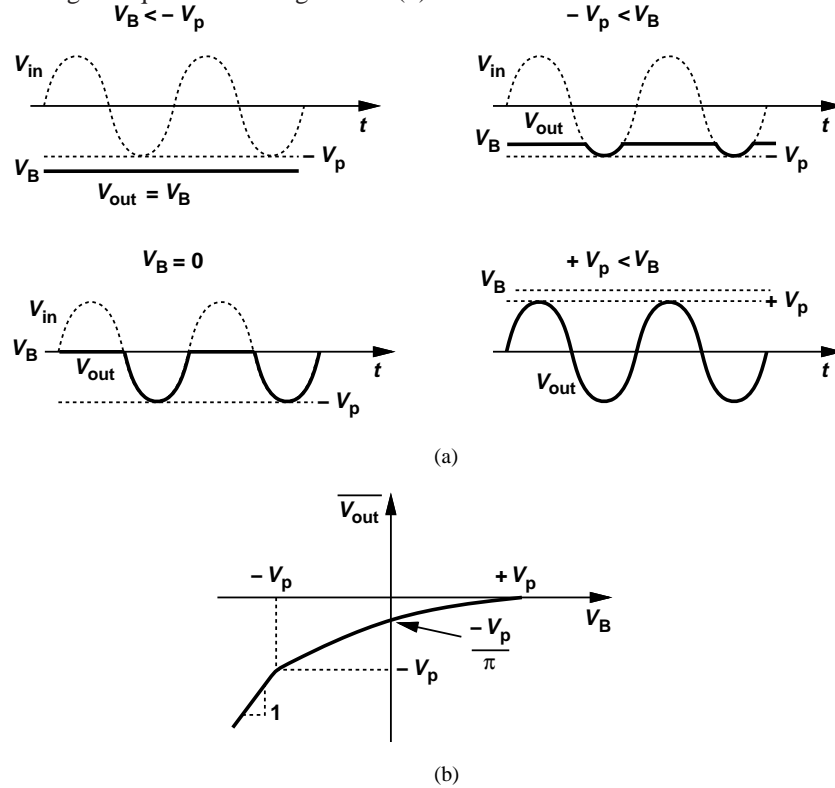 V_B < – V_p
– V_p < V_B
V_in
t
V_B
– V_p
V_out = V_B
V_in
V_out
t
V_B
– V_p
V_B = 0
+ V_p < V_B
V_in
V_B
V_out
t
– V_p
V_B
+ V_p
t
V_out
(a)
V_out
– V_p
+ V_p
V_B
– V_p
π
– V_p
1
(b)